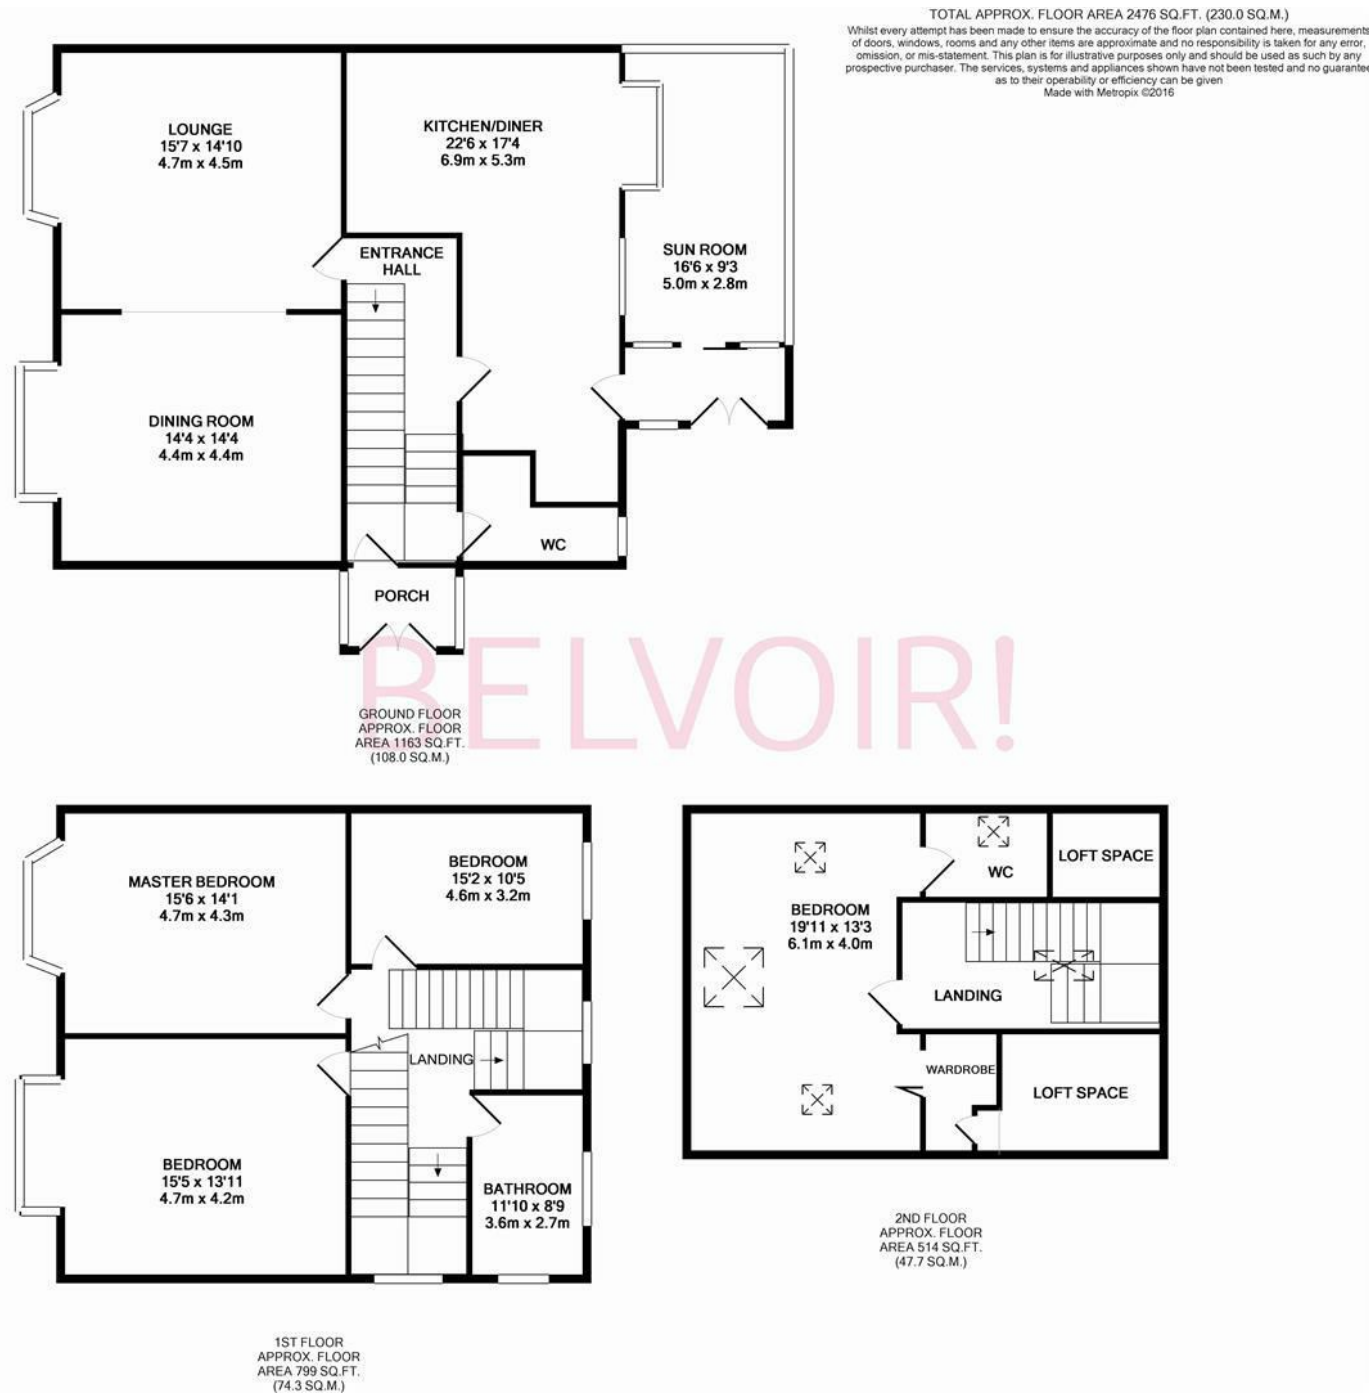 TOTAL APPROX. FLOOR AREA 2476 SQ.FT. (230.0 SQ.M.)
Whilst every attempt has been made to ensure the accuracy of the floor plan contained here, measurements
of doors, windows, rooms and any other items are approximate and no responsibility is taken for any error,
omission, or mis-statement. This plan is for illustrative purposes only and should be used as such by any
prospective purchaser. The services, systems and appliances shown have not been tested and no guarantee
as to their operability or efficiency can be given
Made with Metropix ©2016
LOUNGE
15'7 x 14'10
4.7m x 4.5m
KITCHEN/DINER
22'6 x 17'4
6.9m x 5.3m
ENTRANCE
HALL
SUN ROOM
16'6 x 9'3
5.0m x 2.8m
DINING ROOM
14'4 x 14'4
4.4m x 4.4m
WC
PORCH
BELVOIR!
GROUND FLOOR
APPROX. FLOOR
AREA 1163 SQ.FT.
(108.0 SQ.M.)
MASTER BEDROOM
15'6 x 14'1
4.7m x 4.3m
BEDROOM
15'2 x 10'5
4.6m x 3.2m
LANDING
BEDROOM
15'5 x 13'11
4.7m x 4.2m
BATHROOM
11'10 x 8'9
3.6m x 2.7m
1ST FLOOR
APPROX. FLOOR
AREA 799 SQ.FT.
(74.3 SQ.M.)
WC
LOFT SPACE
BEDROOM
19'11 x 13'3
6.1m x 4.0m
LANDING
WARDROBE
LOFT SPACE
2ND FLOOR
APPROX. FLOOR
AREA 514 SQ.FT.
(47.7 SQ.M.)